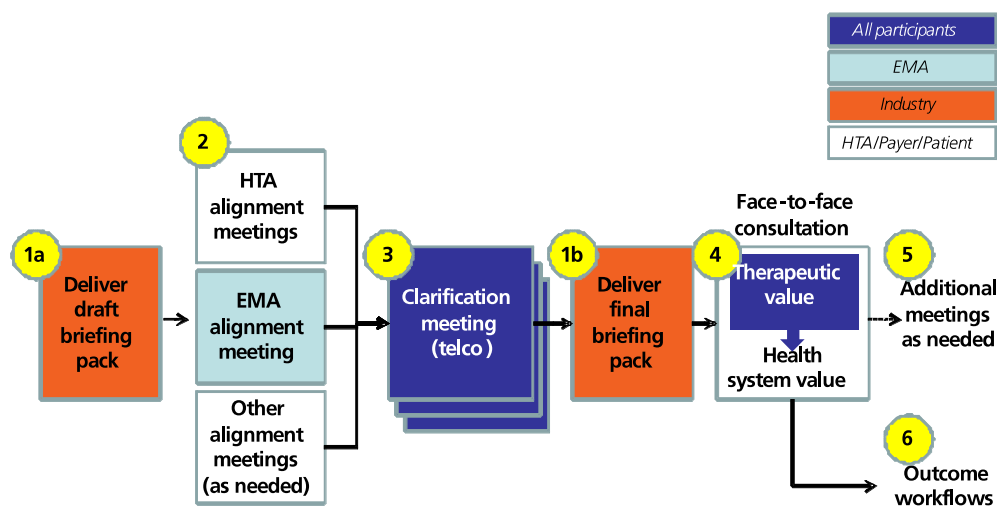 All participants
EMA
Industry
HTA/Payer/Patient
1a
Deliver
draft
briefing
pack
2
HTA
alignment
meetings
EMA
alignment
meeting
Other
alignment
meetings
(as needed)
3
Clarification
meeting
(telco)
1b
Deliver
final
briefing
pack
Face-to-face
consultation
4
Therapeutic
value
Health
system value
5
Additional
meetings
as needed
6
Outcome
workflows